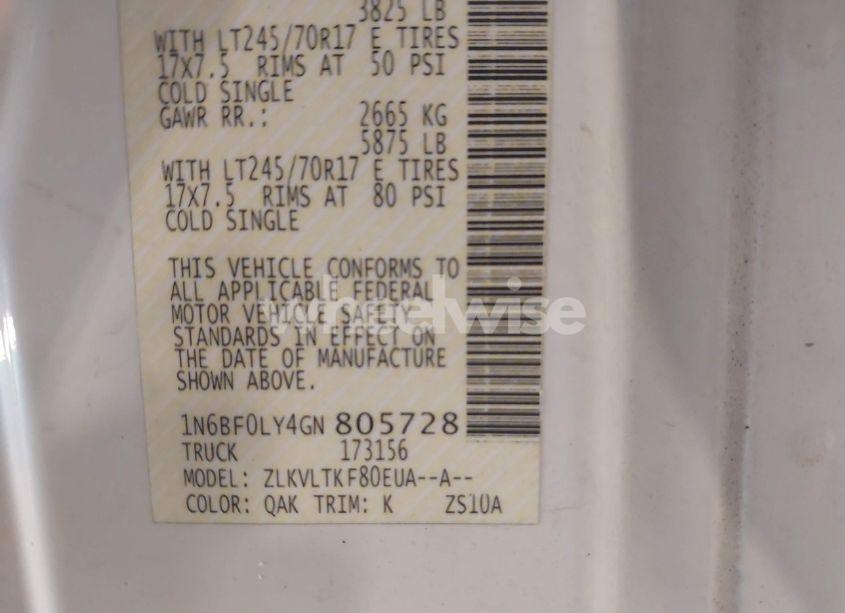 3825 LB
WITH LT245/70R17 E TIRES
17X7.5 RIMS AT 50 PSI
COLD SINGLE
GAWR RR.: 2665 KG
5875 LB
WITH LT245/70R17 E TIRES
17X7.5 RIMS AT 80 PSI
COLD SINGLE
THIS VEHICLE CONFORMS TO
ALL APPLICABLE FEDERAL
MOTOR VEHICLE SAFETY
STANDARDS IN EFFECT ON
THE DATE OF MANUFACTURE
SHOWN ABOVE.
wheelwise
1N6BF0LY4GN 805728
TRUCK 173156
MODEL: ZLKVLTKF80EUA--A--
COLOR: QAK TRIM: K ZS10A